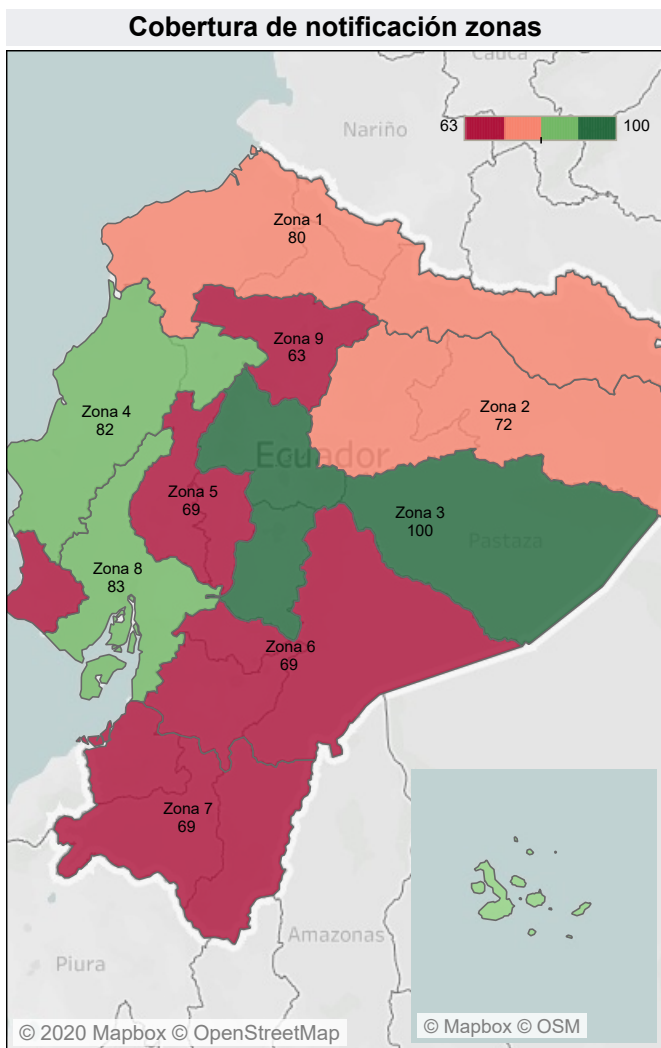 Cobertura de notificación zonas
Cauca
Nariño
63
100
Zona 1
80
Zona 9
63
Zona 4
82
Zona 2
72
Ecuador
Zona 5
69
Zona 3
100
Pastaza
Zona 8
83
Zona 6
69
Zona 7
69
Amazonas
Piura
© 2020 Mapbox © OpenStreetMap
© Mapbox © OSM